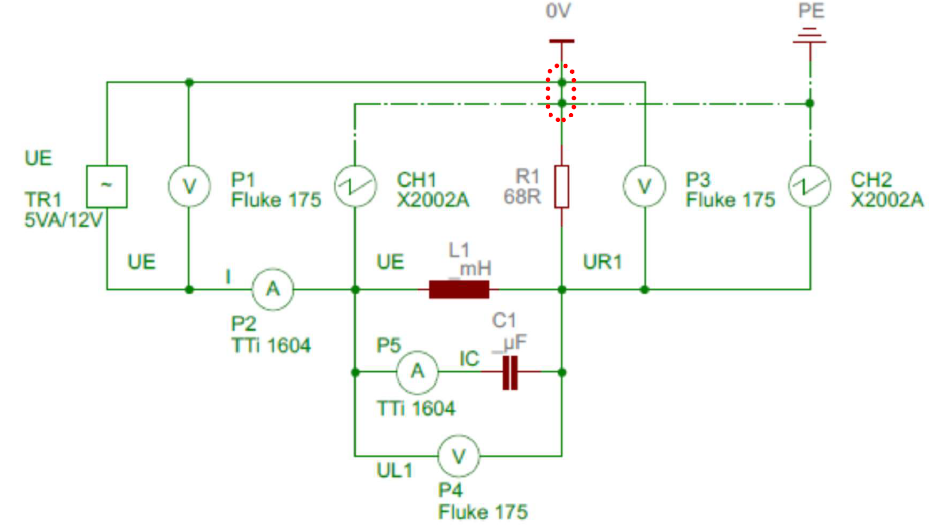 0V
PE
UE
TR1
5VA/12V
~
V
P1
Fluke 175
CH1
X2002A
R1
68R
V
P3
Fluke 175
CH2
X2002A
UE
I
A
P2
TTi 1604
UE
L1
_mH
UR1
P5
A
TTi 1604
IC
C1
_µF
UL1
V
P4
Fluke 175